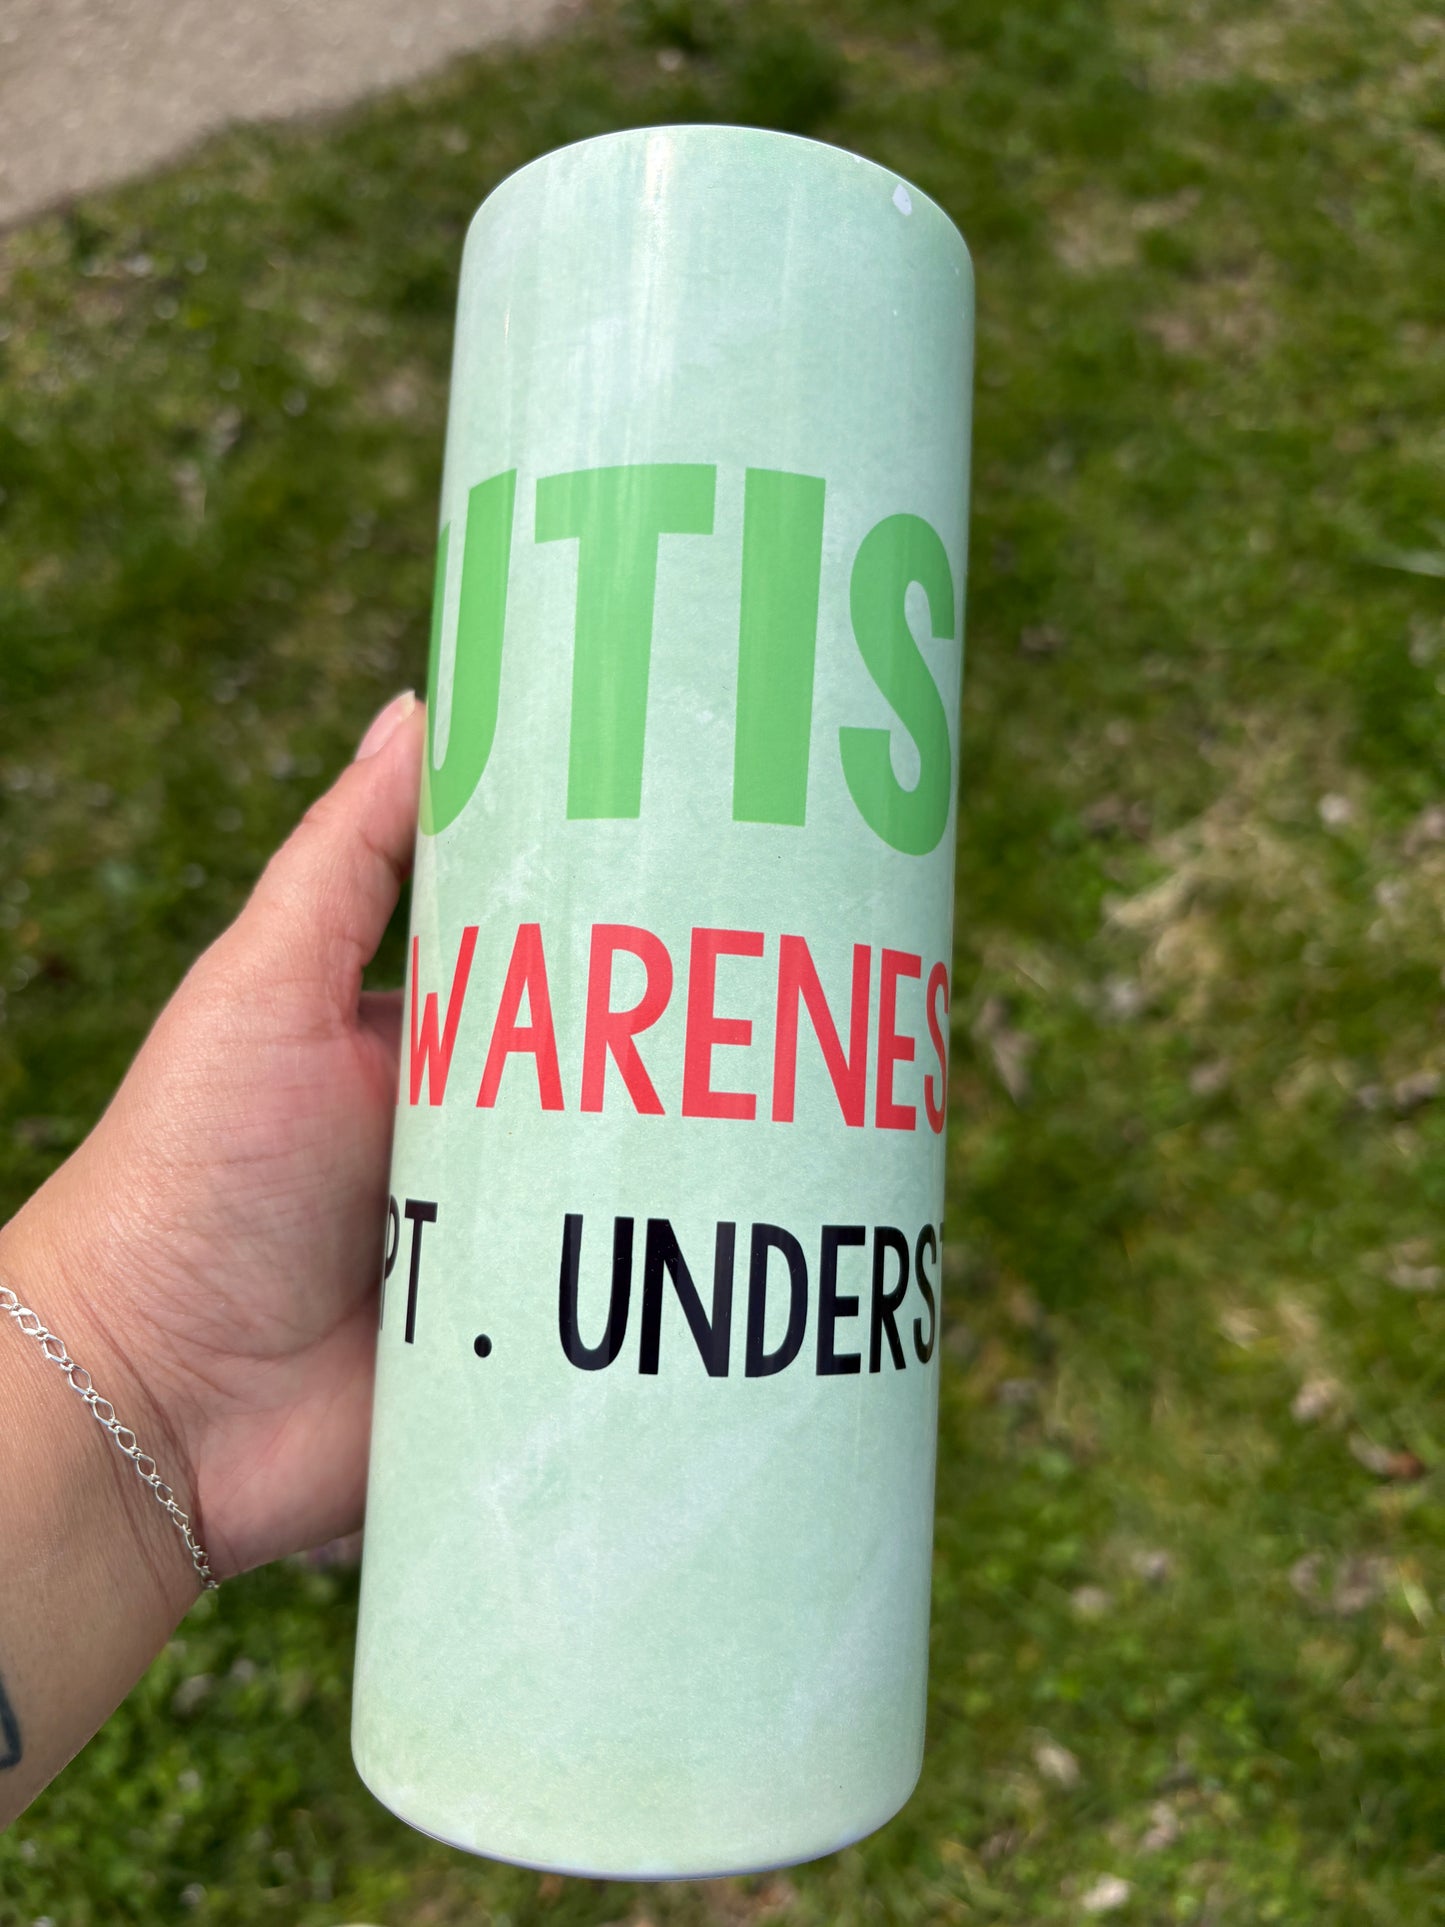 UTIS
WARENES
PT . UNDERST